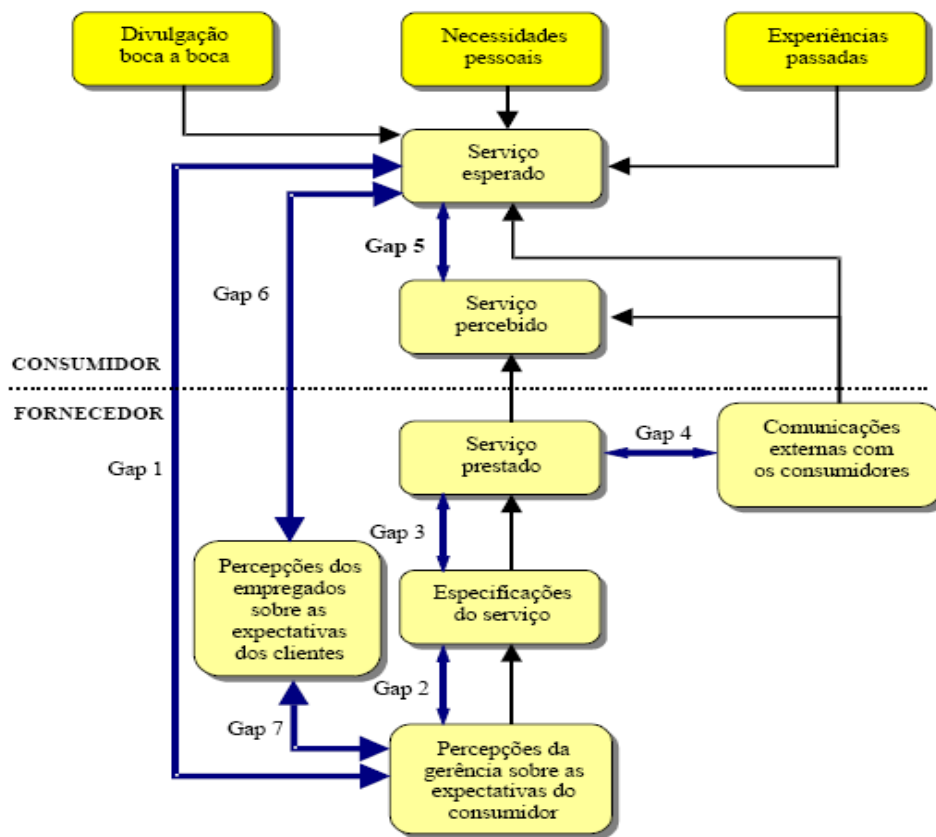 Divulgação
boca a boca
Necessidades
pessoais
Experiências
passadas
Serviço
esperado
Gap 5
Gap 6
Serviço
percebido
CONSUMIDOR
FORNECEDOR
Gap 1
Serviço
prestado
Gap 4
Comunicações
externas com
os consumidores
Gap 3
Percepções dos
empregados
sobre as
expectativas
dos clientes
Especificações
do serviço
Gap 2
Gap 7
Percepções da
gerência sobre as
expectativas do
consumidor